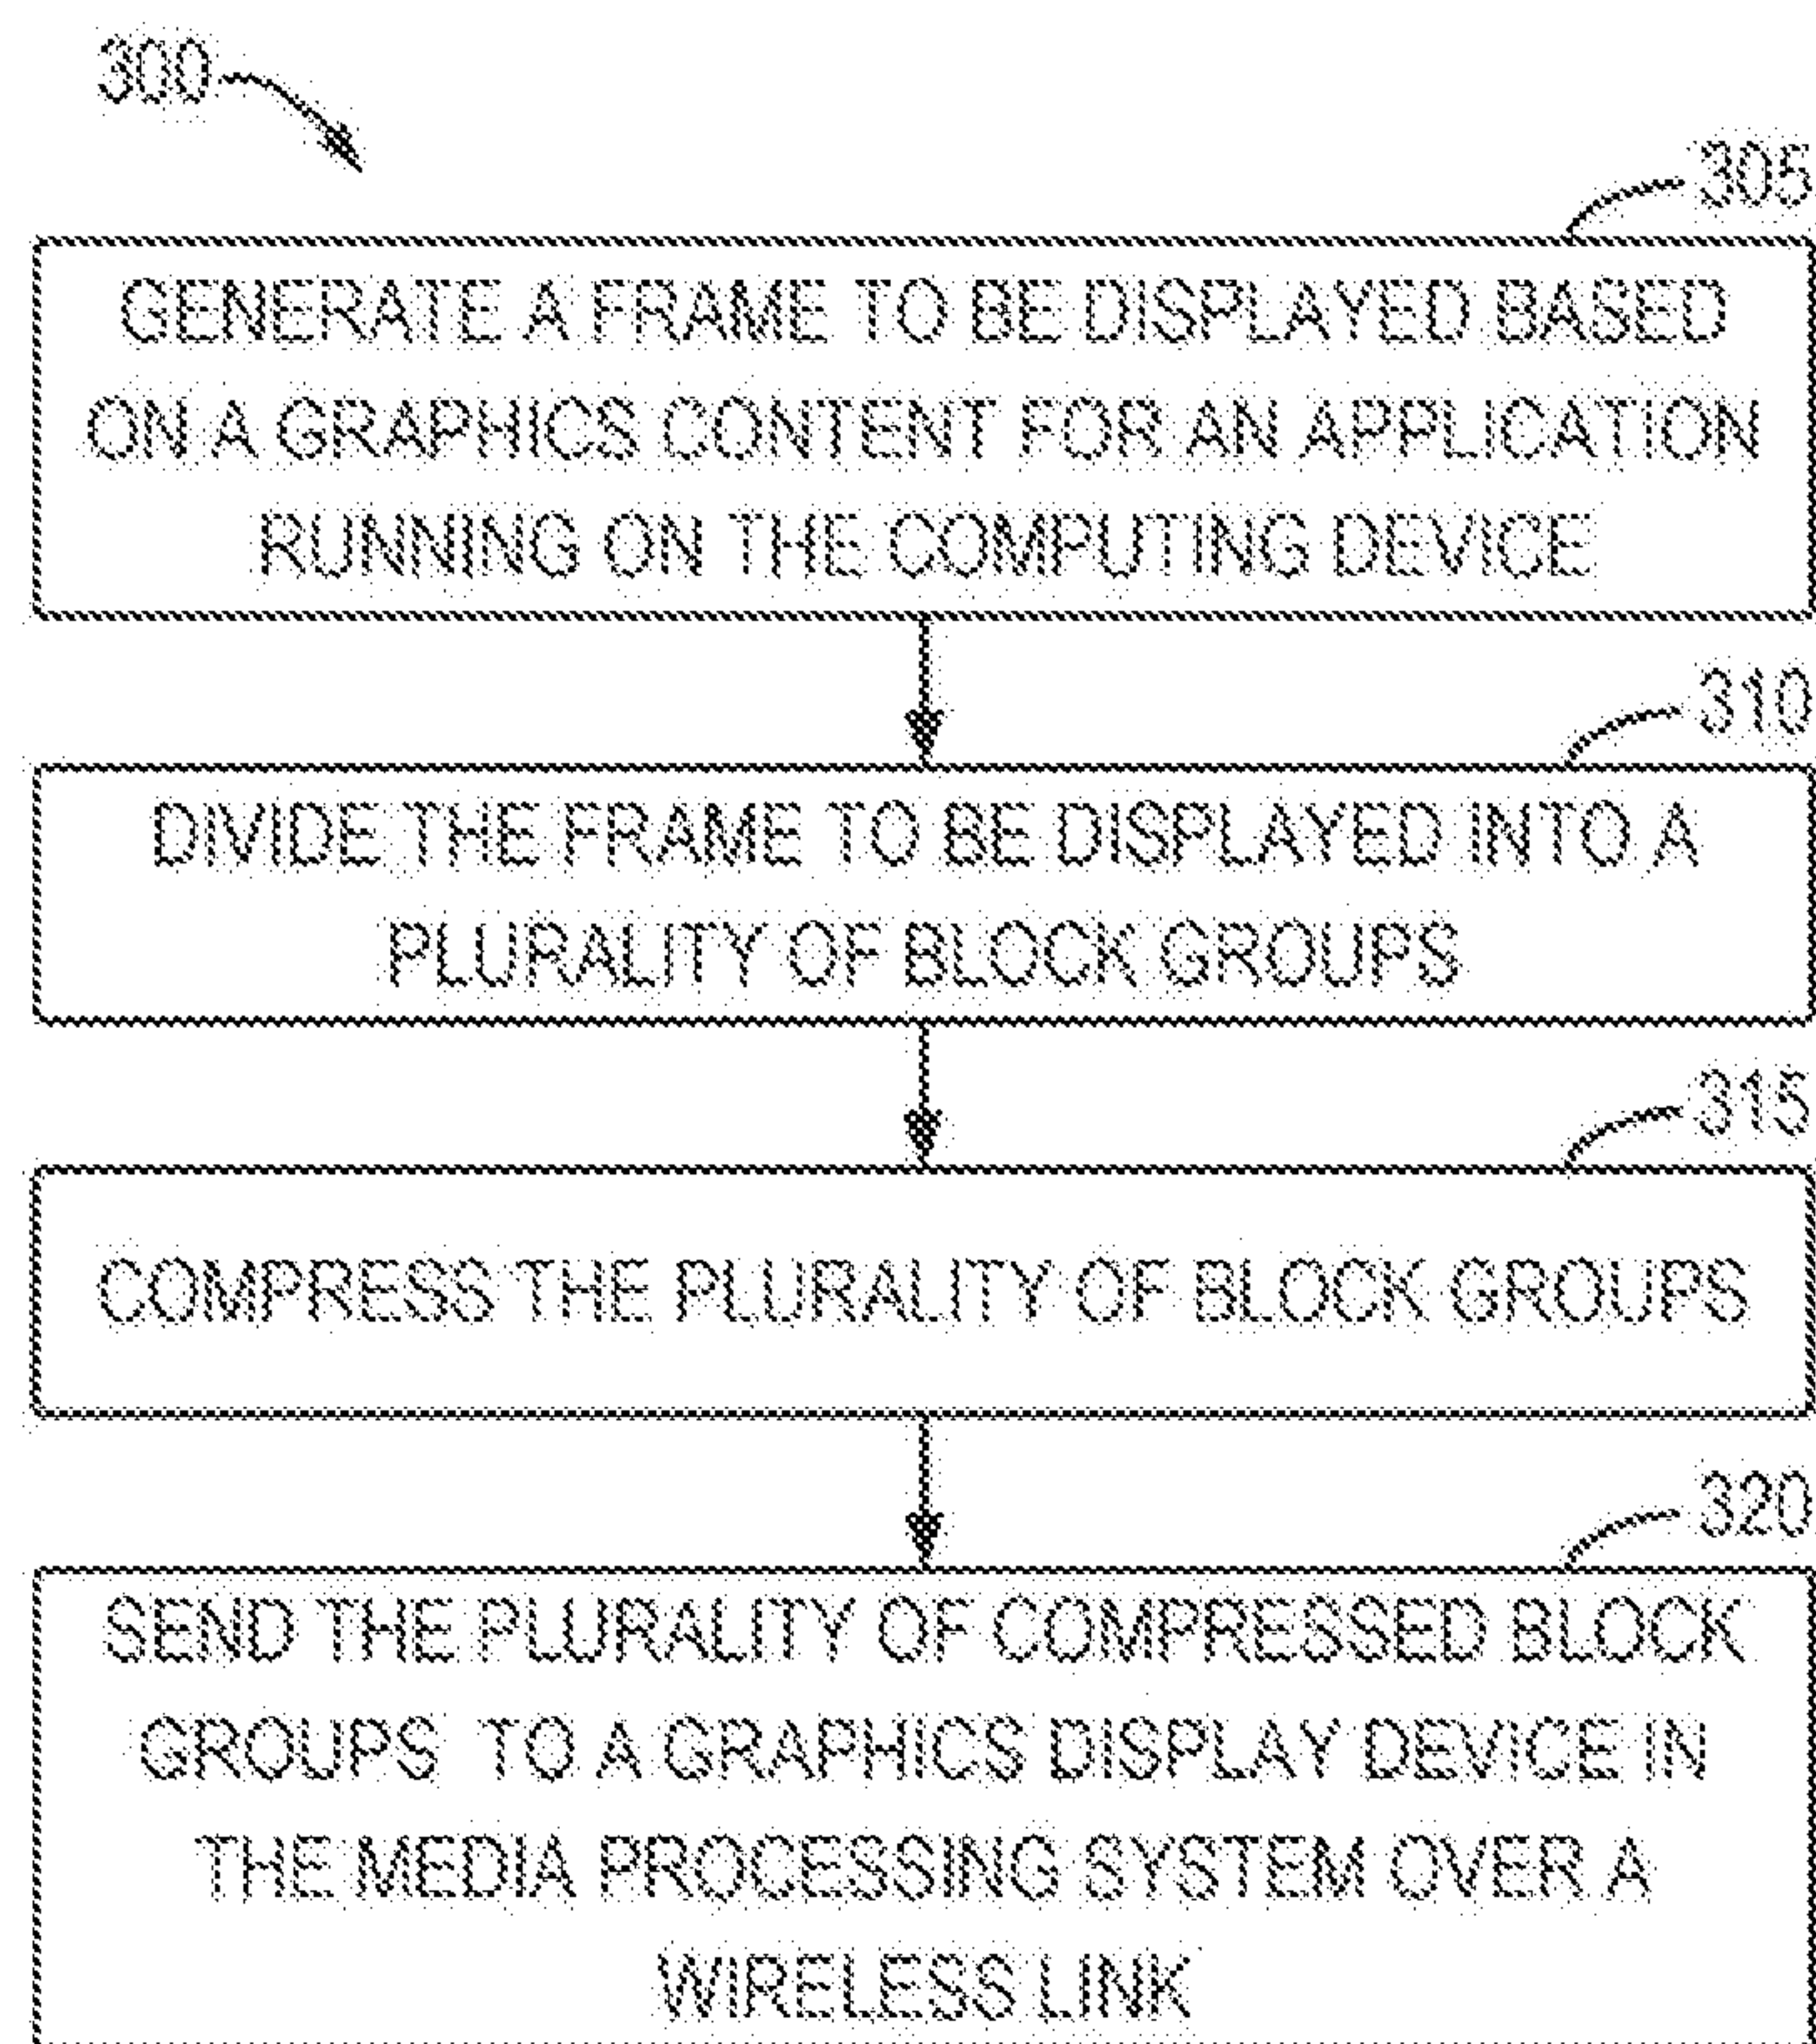 300
305
GENERATE A FRAME TO BE DISPLAYED BASED
ON A GRAPHICS CONTENT FOR AN APPLICATION
RUNNING ON THE COMPUTING DEVICE
310
DIVIDE THE FRAME TO BE DISPLAYED INTO A
PLURALITY OF BLOCK GROUPS
315
COMPRESS THE PLURALITY OF BLOCK GROUPS
320
SEND THE PLURALITY OF COMPRESSED BLOCK
GROUPS TO A GRAPHICS DISPLAY DEVICE IN
THE MEDIA PROCESSING SYSTEM OVER A
WIRELESS LINK